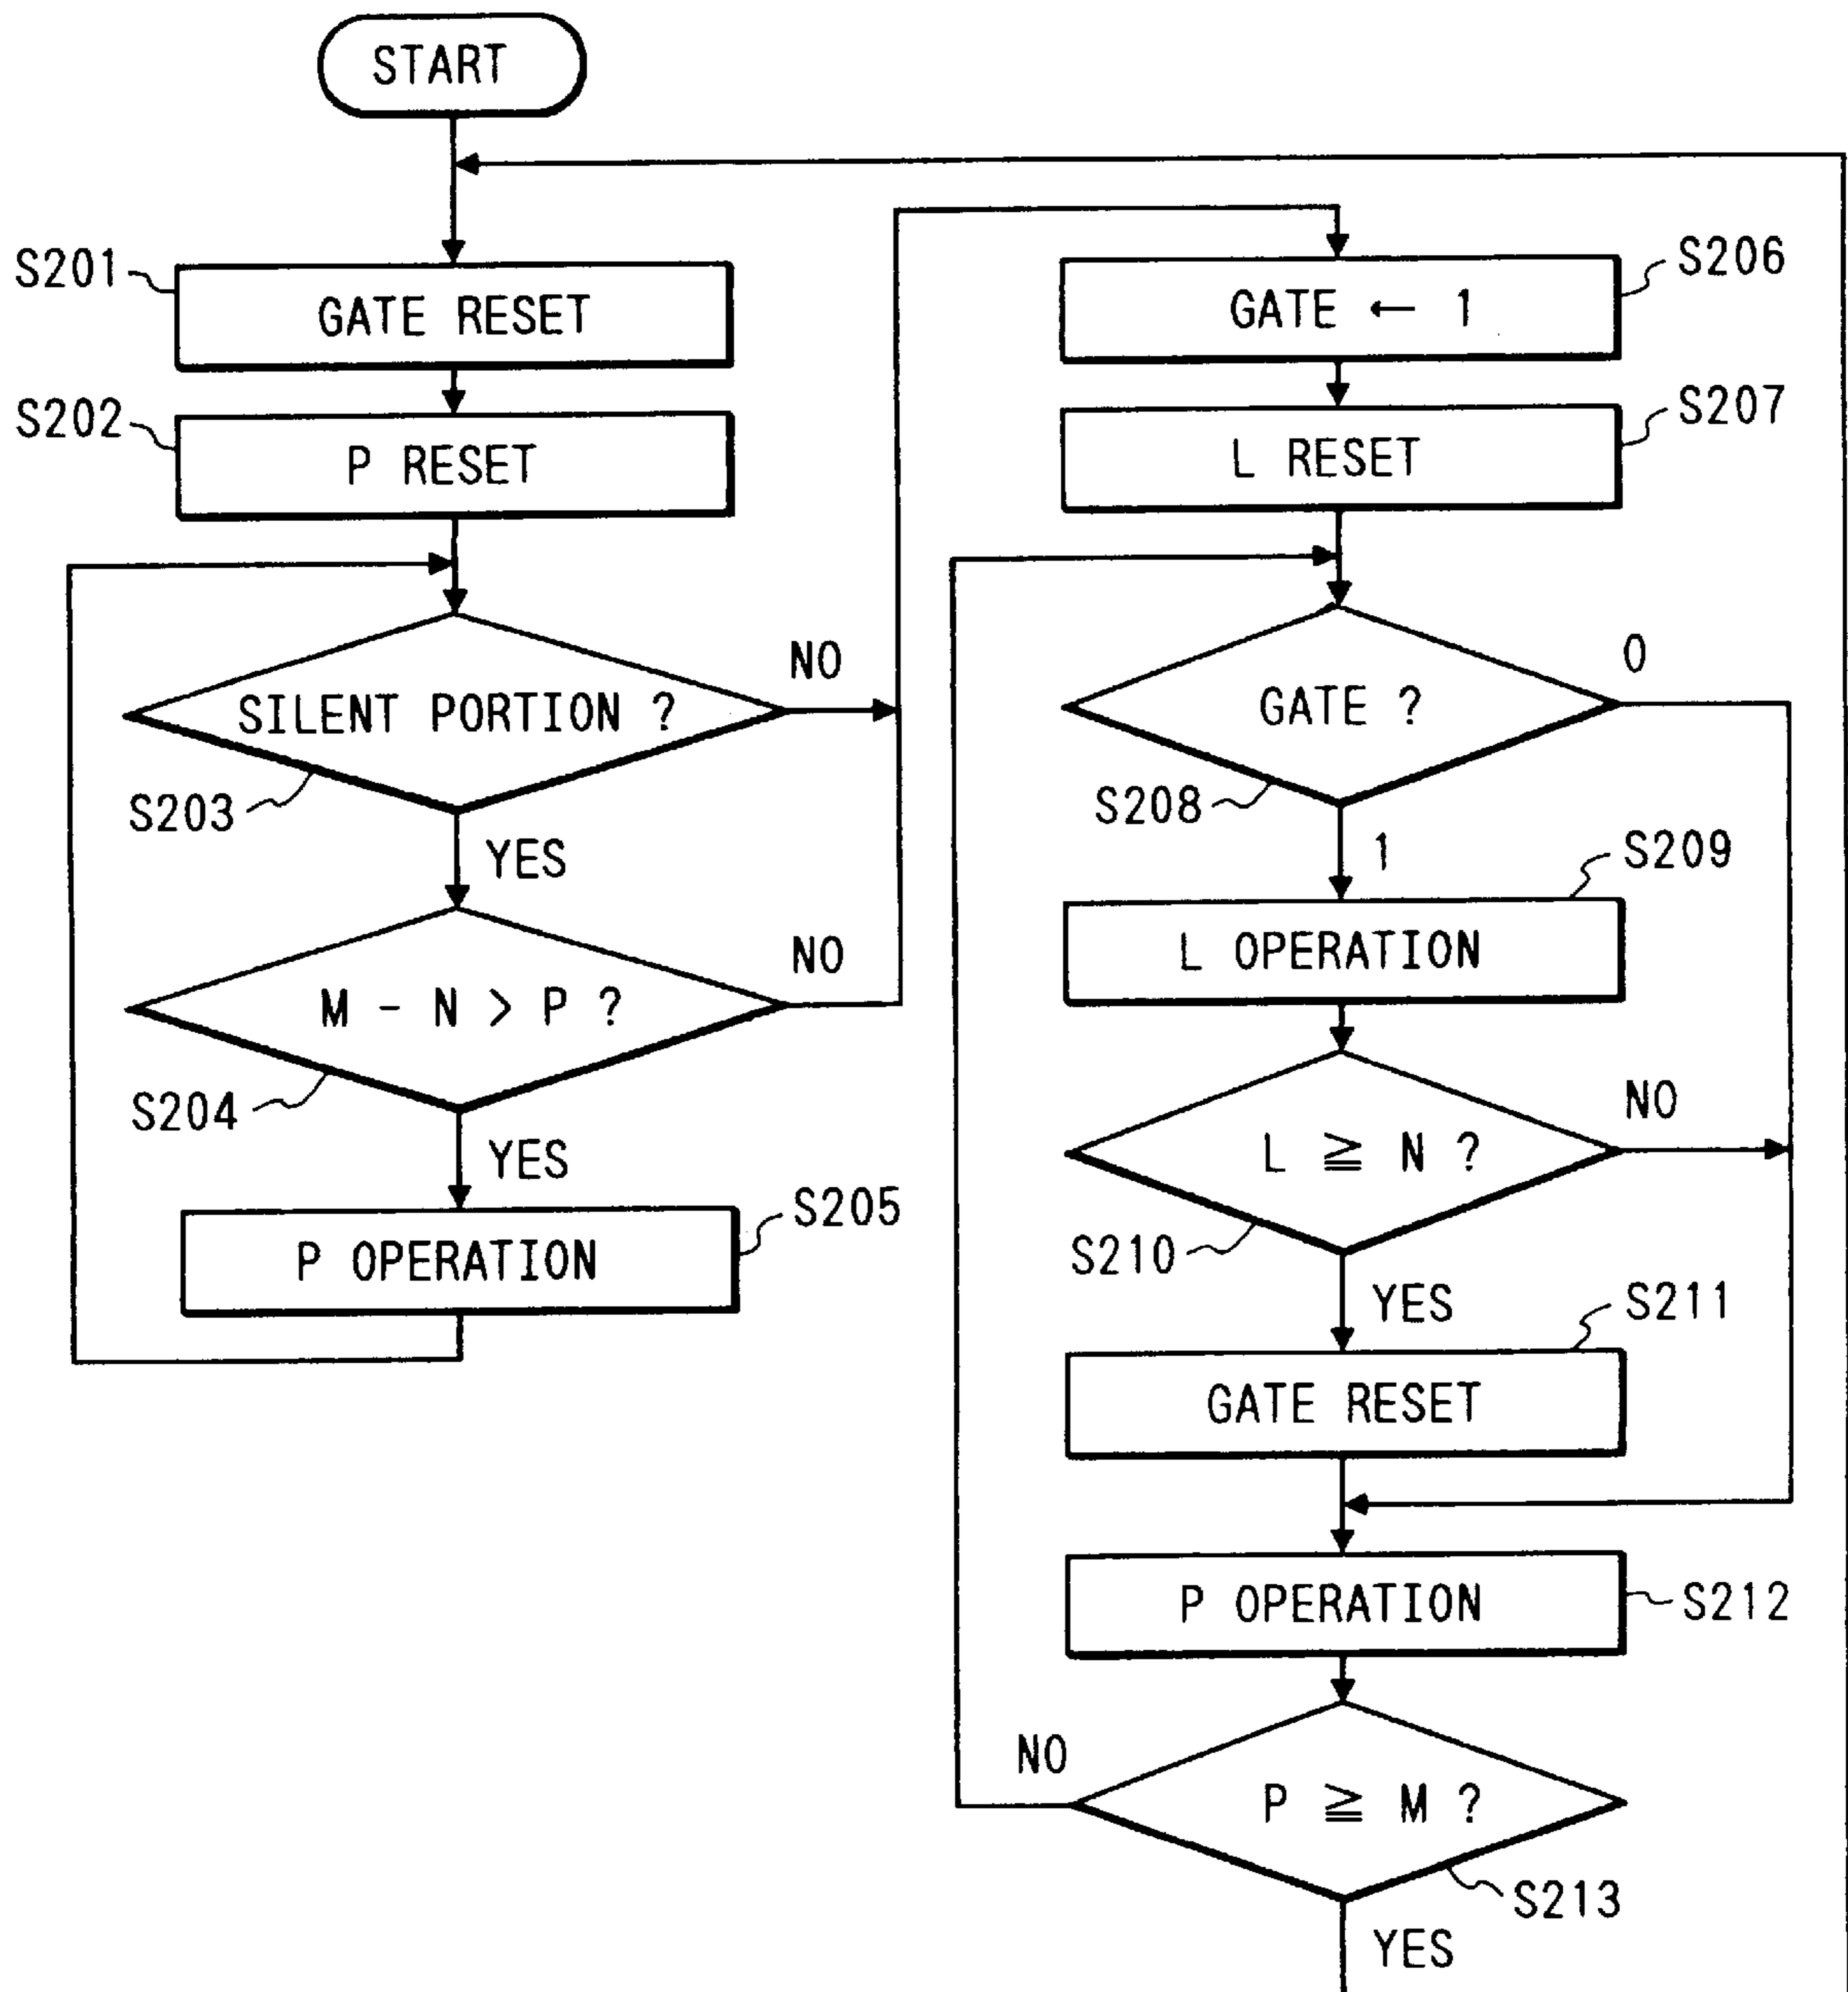 START
S201
GATE RESET
S202
P RESET
SILENT PORTION ?
NO
S203
YES
M - N > P ?
NO
S204
YES
S205
P OPERATION
S206
GATE ← 1
S207
L RESET
GATE ?
0
S208
1
S209
L OPERATION
L ≧ N ?
NO
S210
YES
S211
GATE RESET
P OPERATION
S212
NO
P ≧ M ?
S213
YES